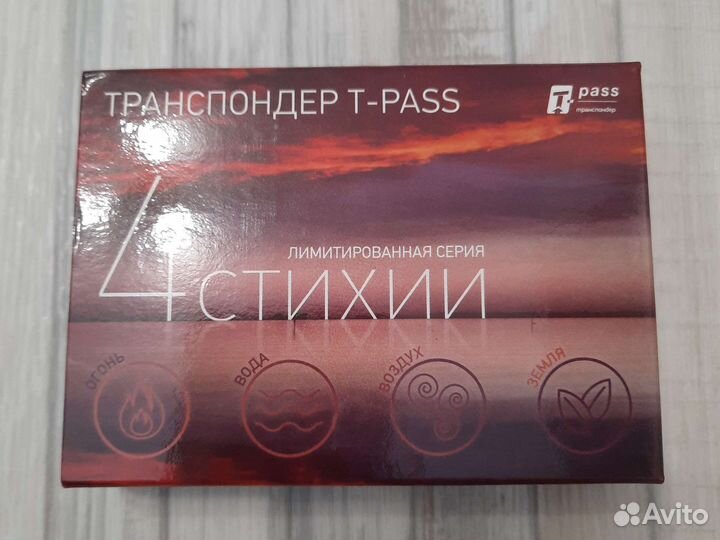 ТРАНСПОНДЕР T-PASS
T pass
транспондер
ЛИМИТИРОВАННАЯ СЕРИЯ
4 СТИХИИ
ОГОНЬ
ВОДА
ВОЗДУХ
ЗЕМЛЯ
Avito